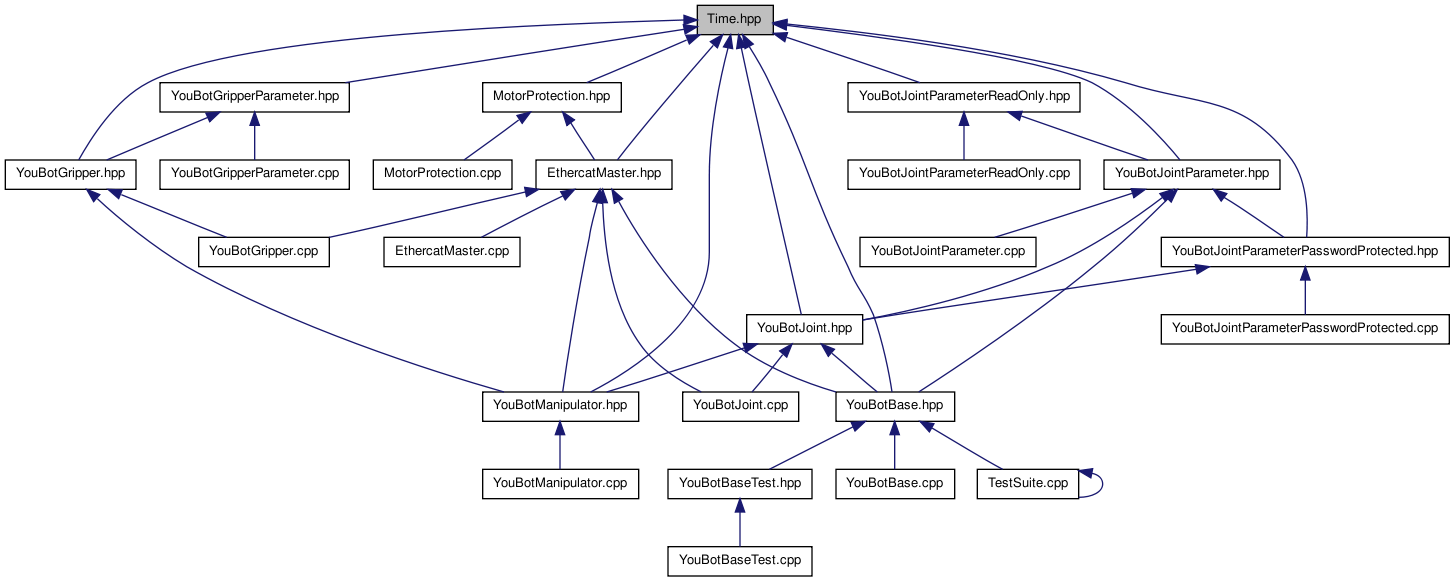 Time.hpp
YouBotGripperParameter.hpp
MotorProtection.hpp
YouBotJointParameterReadOnly.hpp
YouBotGripper.hpp
YouBotGripperParameter.cpp
MotorProtection.cpp
EthercatMaster.hpp
YouBotJointParameterReadOnly.cpp
YouBotJointParameter.hpp
YouBotGripper.cpp
EthercatMaster.cpp
YouBotJointParameter.cpp
YouBotJointParameterPasswordProtected.hpp
YouBotJoint.hpp
YouBotJointParameterPasswordProtected.cpp
YouBotManipulator.hpp
YouBotJoint.cpp
YouBotBase.hpp
YouBotManipulator.cpp
YouBotBaseTest.hpp
YouBotBase.cpp
TestSuite.cpp
YouBotBaseTest.cpp